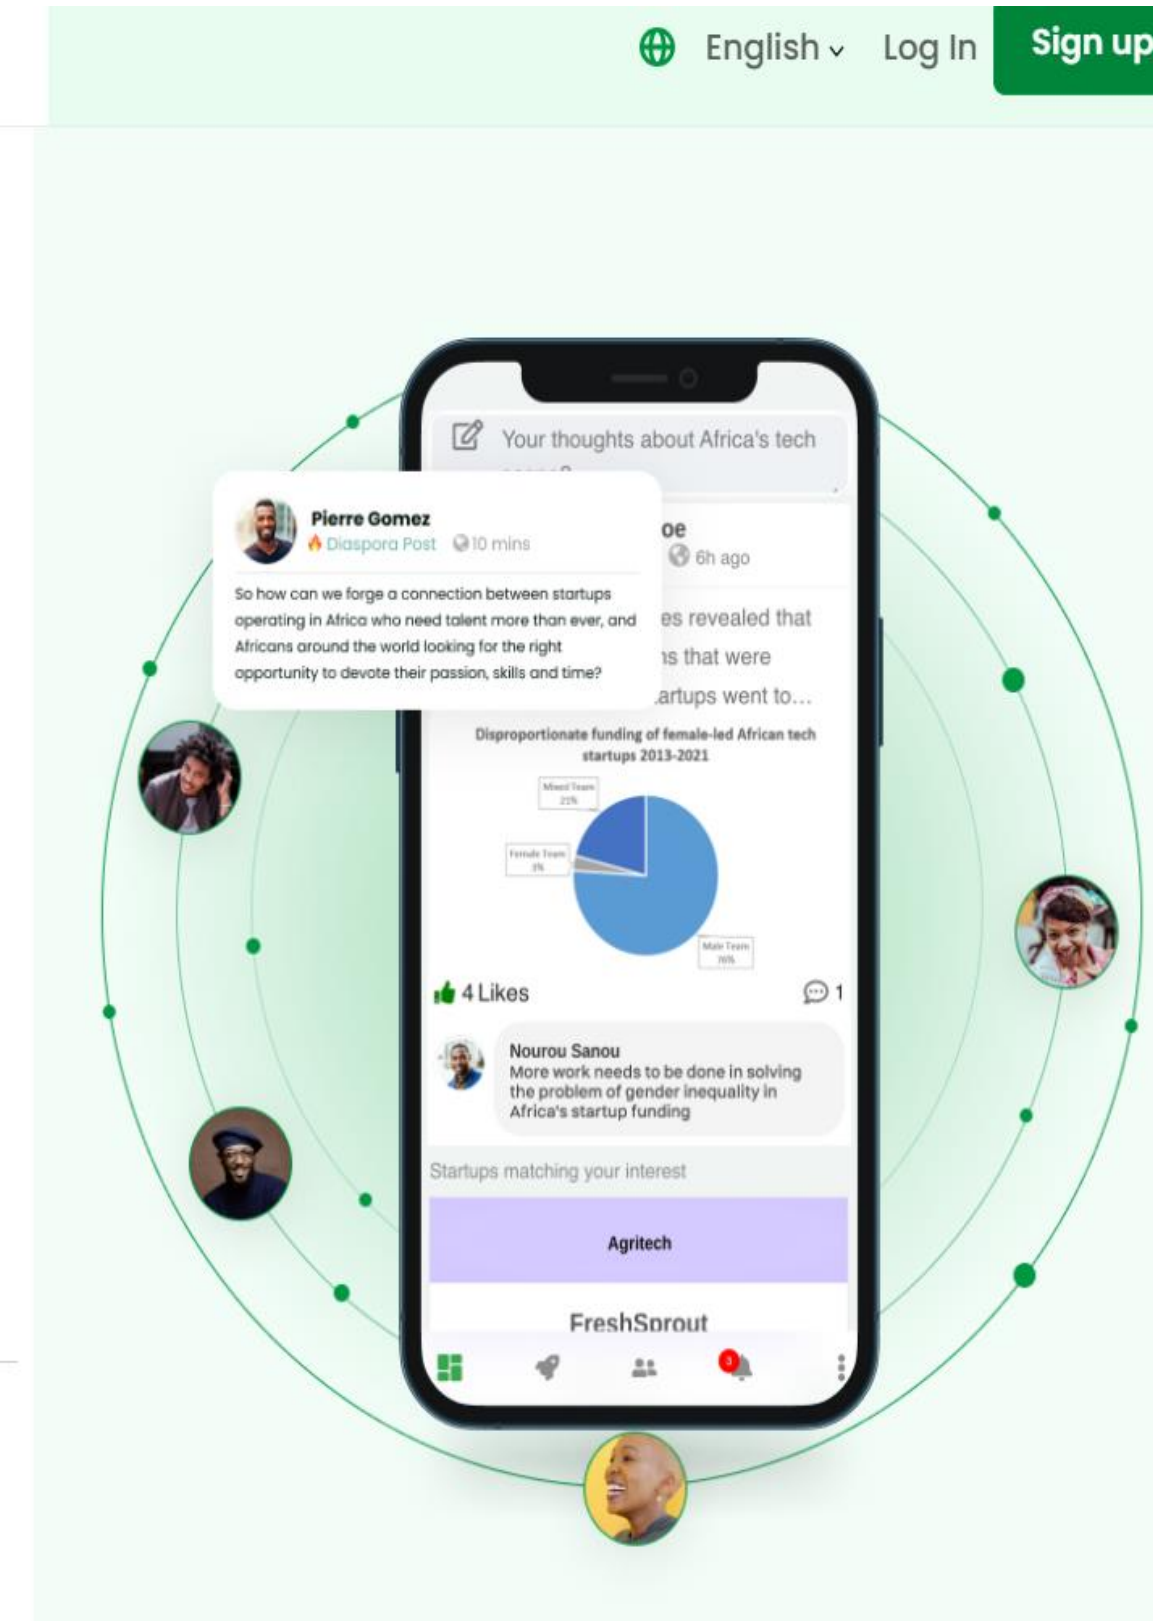 English
Log In
Sign up
Your thoughts about Africa's tech
Pierre Gomez
Diaspora Post
10 mins
So how can we forge a connection between startups
operating in Africa who need talent more than ever, and
Africans around the world looking for the right
opportunity to devote their passion, skills and time?
oe
6h ago
es revealed that
ns that were
artups went to...
Disproportionate funding of female-led African tech
startups 2013-2021
Mixed Team
21%
Female Team
3%
Male Team
76%
4 Likes
1
Nourou Sanou
More work needs to be done in solving
the problem of gender inequality in
Africa's startup funding
Startups matching your interest
Agritech
FreshSprout
3